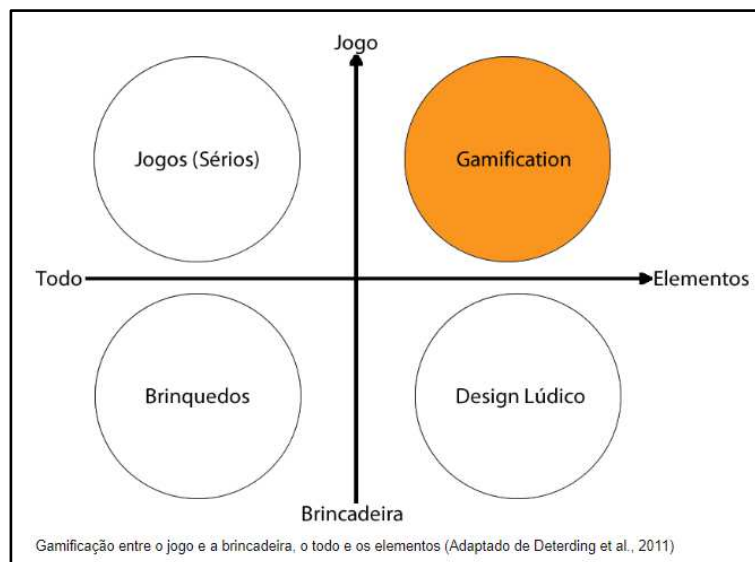 Jogo
Jogos (Sérios)
Gamification
Todo
Elementos
Brinquedos
Design Lúdico
Brincadeira
Gamificação entre o jogo e a brincadeira, o todo e os elementos (Adaptado de Deterding et al., 2011)